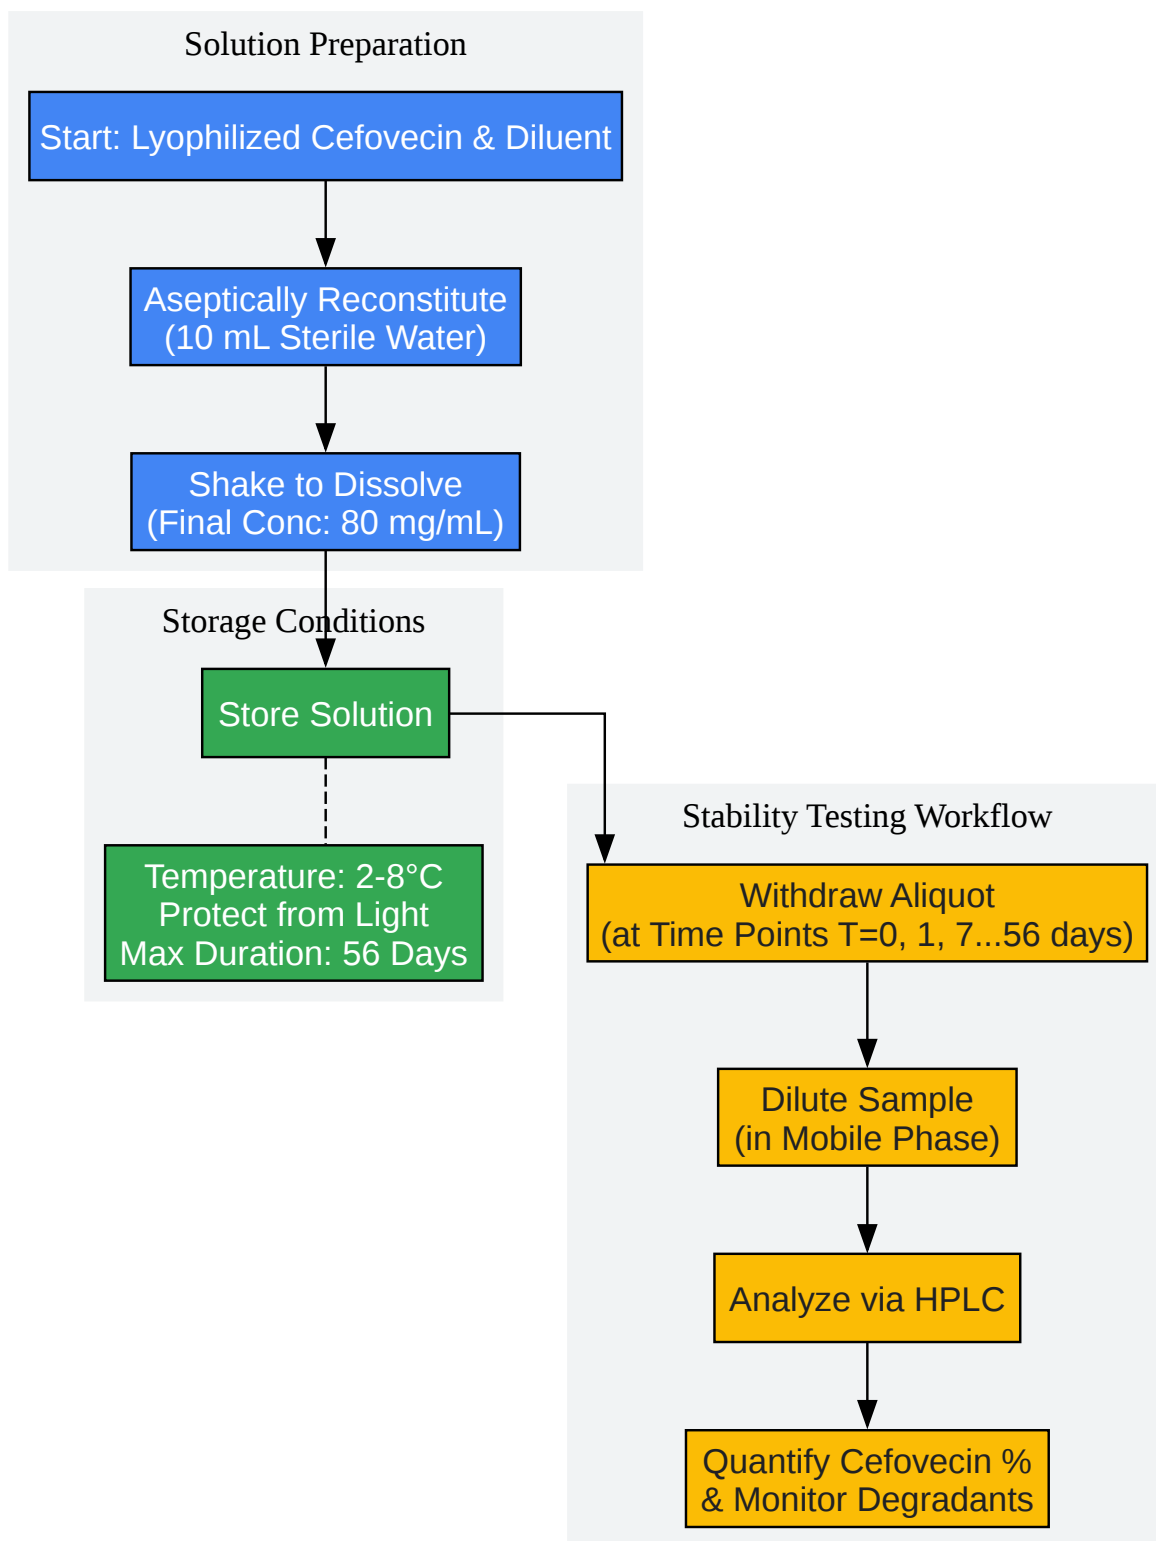 Solution Preparation
Start: Lyophilized Cefovecin & Diluent
Aseptically Reconstitute
(10 mL Sterile Water)
Shake to Dissolve
(Final Conc: 80 mg/mL)
Storage Conditions
Store Solution
Temperature: 2-8°C
Protect from Light
Max Duration: 56 Days
Stability Testing Workflow
Withdraw Aliquot
(at Time Points T=0, 1, 7...56 days)
Dilute Sample
(in Mobile Phase)
Analyze via HPLC
Quantify Cefovecin %
& Monitor Degradants